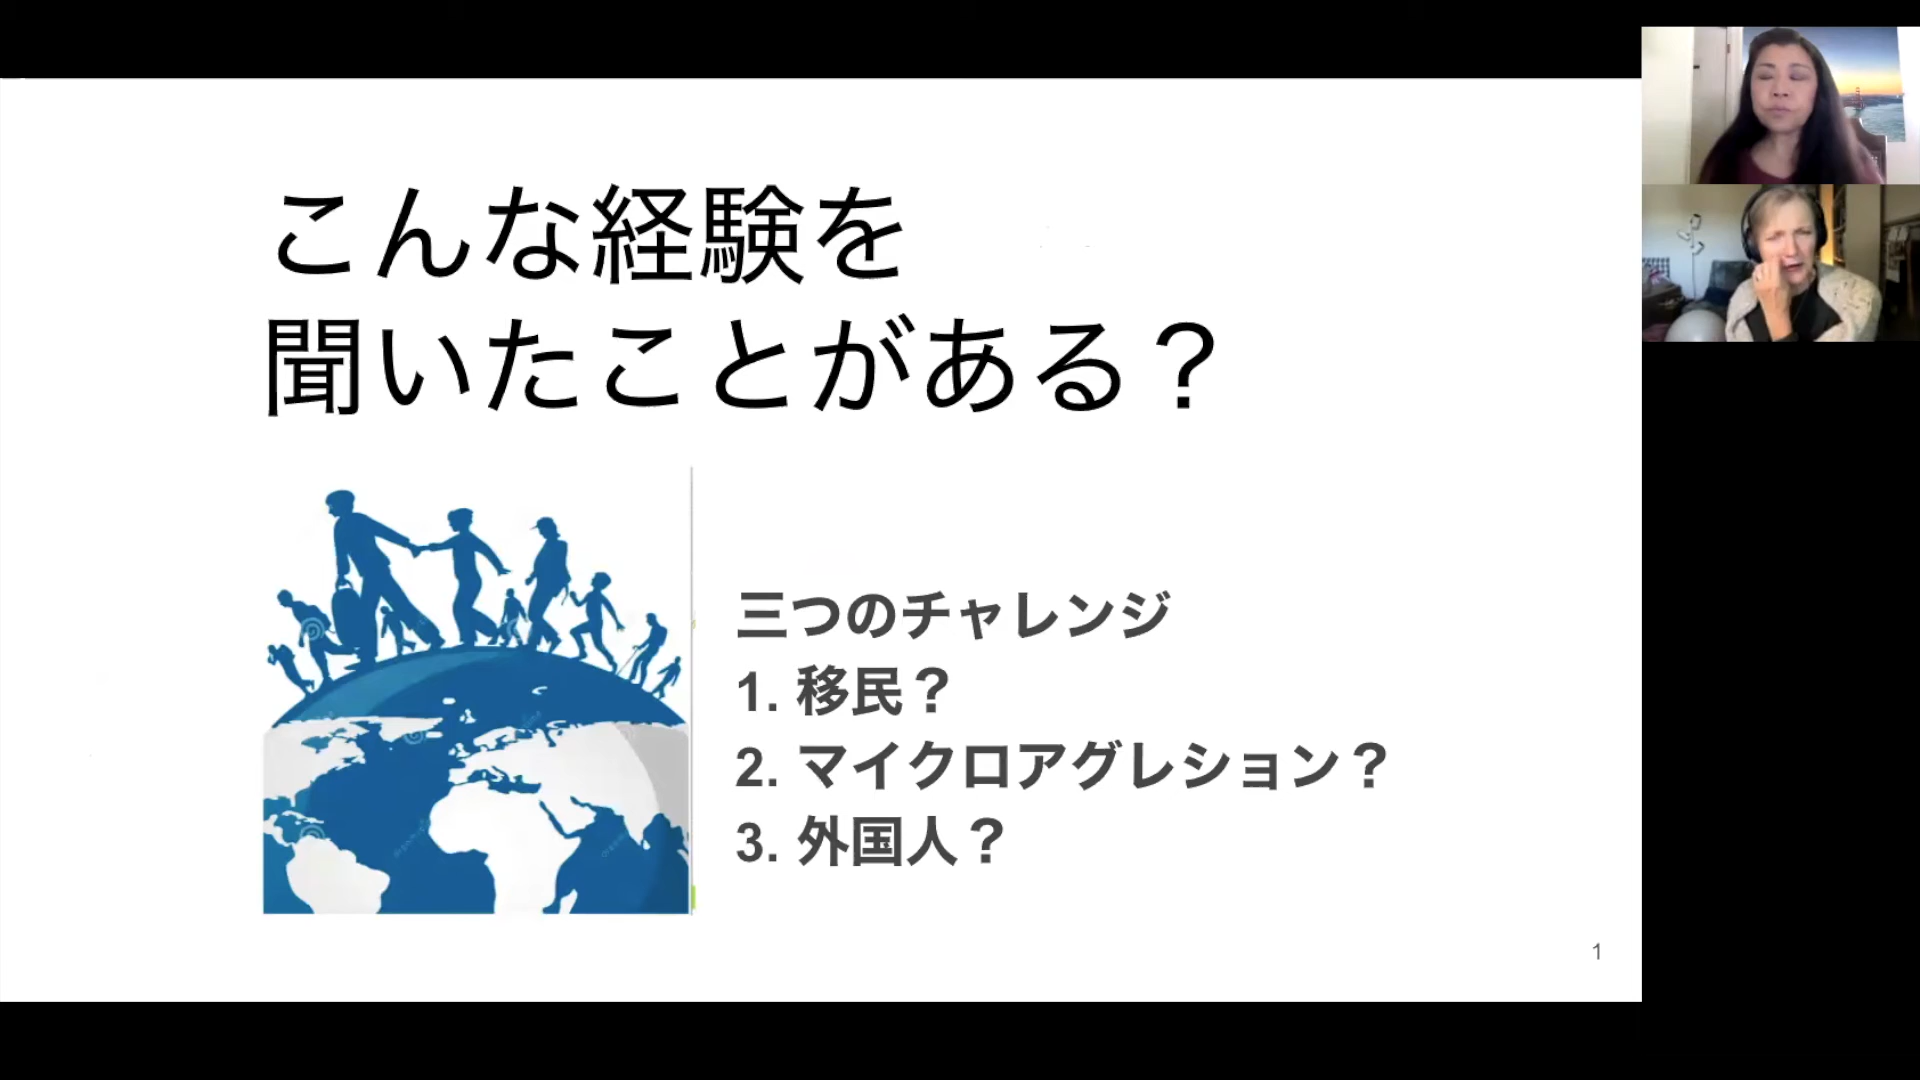 こんな経験を
聞いたことがある？
三つのチャレンジ
1. 移民？
2. マイクロアグレション？
3. 外国人？
1